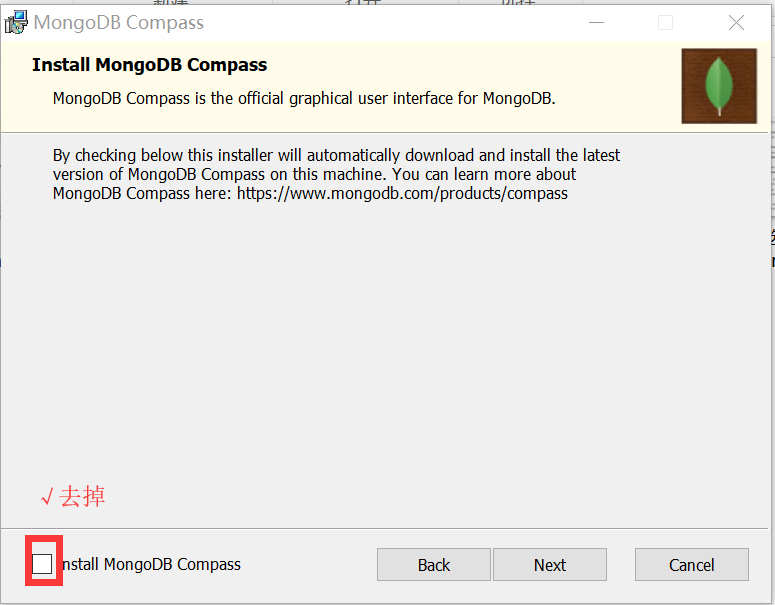 MongoDB Compass
Install MongoDB Compass
MongoDB Compass is the official graphical user interface for MongoDB.
By checking below this installer will automatically download and install the latest
version of MongoDB Compass on this machine. You can learn more about
MongoDB Compass here: https://www.mongodb.com/products/compass
√去掉
nstall MongoDB Compass
Back
Next
Cancel